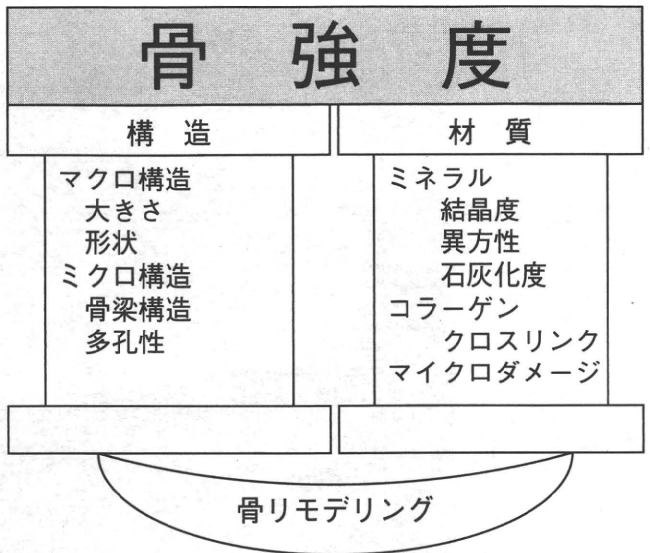 骨強度
構造
マクロ構造
大きさ
形状
ミクロ構造
骨梁構造
多孔性
材質
ミネラル
結晶度
異方性
石灰化度
コラーゲン
クロスリンク
マイクロダメージ
骨リモデリング